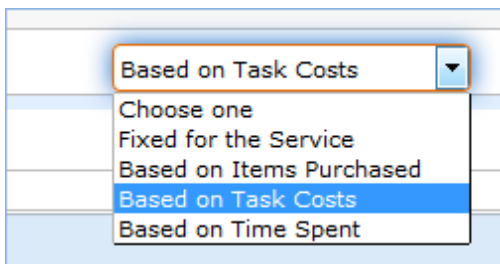 Based on Task Costs
Choose one
Fixed for the Service
Based on Items Purchased
Based on Task Costs
Based on Time Spent